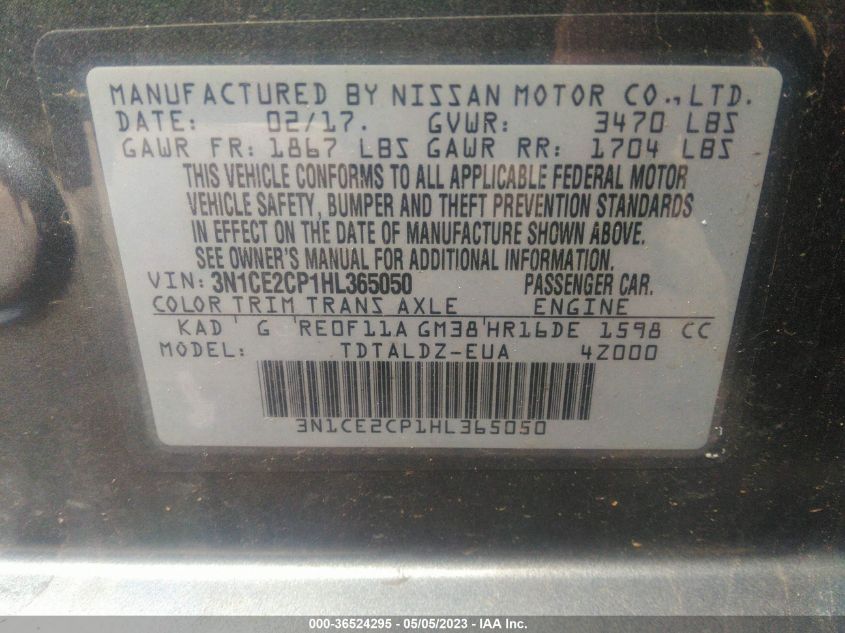 MANUFACTURED BY NISSAN MOTOR CO., LTD.
DATE: 02/17. GVWR: 3470 LBS
GAWR FR: 1867 LBS GAWR RR: 1704 LBS
THIS VEHICLE CONFORMS TO ALL APPLICABLE FEDERAL MOTOR
VEHICLE SAFETY, BUMPER AND THEFT PREVENTION STANDARDS
IN EFFECT ON THE DATE OF MANUFACTURE SHOWN ABOVE.
SEE OWNER'S MANUAL FOR ADDITIONAL INFORMATION.
VIN: 3N1CE2CP1HL365050 PASSENGER CAR.
COLOR TRIM TRANS AXLE ENGINE
KAD ' G 'RE0F11A GM38'HR16DE 1598 CC
MODEL: TDTALDZ-EUA 4Z000
3N1CE2CP1HL365050
000-36524295 - 05/05/2023 - IAA Inc.